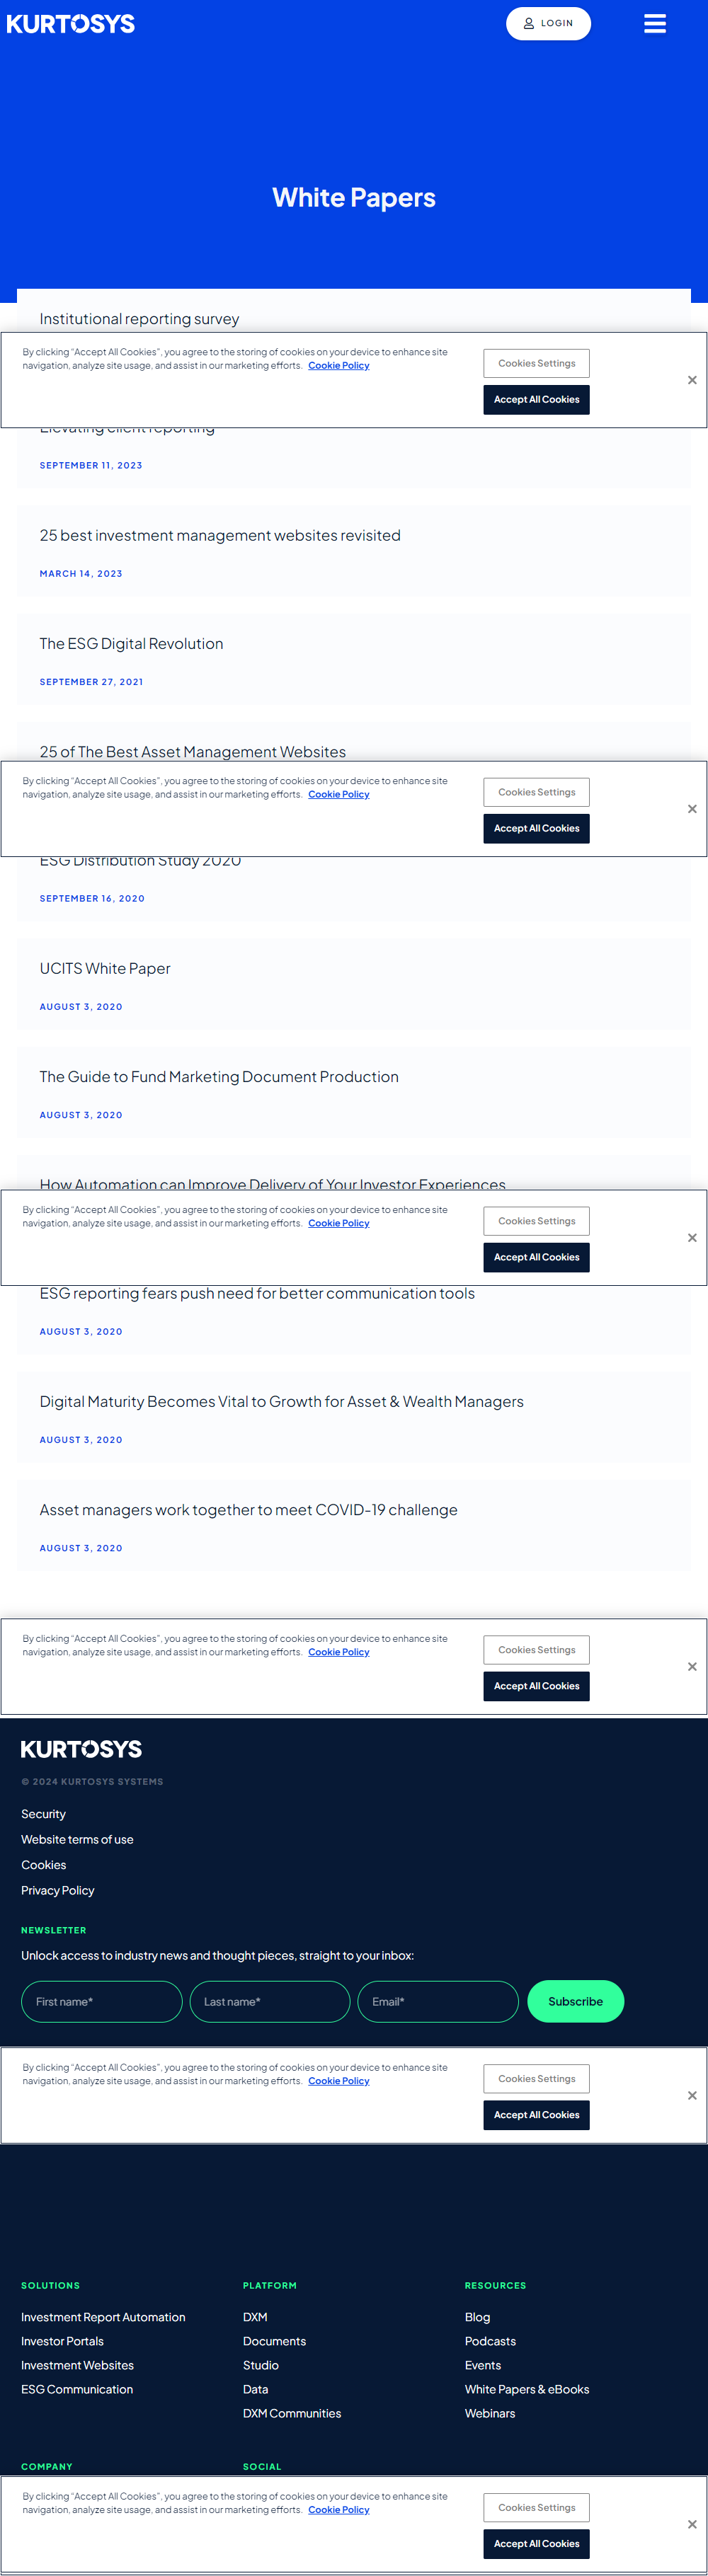 KURTOSYS
LOGIN
White Papers
Institutional reporting survey
By clicking “Accept All Cookies”, you agree to the storing of cookies on your device to enhance site
navigation, analyze site usage, and assist in our marketing efforts. Cookie Policy
Cookies Settings
Accept All Cookies
Elevating client reporting
SEPTEMBER 11, 2023
25 best investment management websites revisited
MARCH 14, 2023
The ESG Digital Revolution
SEPTEMBER 27, 2021
25 of The Best Asset Management Websites
By clicking “Accept All Cookies”, you agree to the storing of cookies on your device to enhance site
navigation, analyze site usage, and assist in our marketing efforts. Cookie Policy
Cookies Settings
Accept All Cookies
ESG Distribution Study 2020
SEPTEMBER 16, 2020
UCITS White Paper
AUGUST 3, 2020
The Guide to Fund Marketing Document Production
AUGUST 3, 2020
How Automation can Improve Delivery of Your Investor Experiences
By clicking “Accept All Cookies”, you agree to the storing of cookies on your device to enhance site
navigation, analyze site usage, and assist in our marketing efforts. Cookie Policy
Cookies Settings
Accept All Cookies
ESG reporting fears push need for better communication tools
AUGUST 3, 2020
Digital Maturity Becomes Vital to Growth for Asset & Wealth Managers
AUGUST 3, 2020
Asset managers work together to meet COVID-19 challenge
AUGUST 3, 2020
By clicking “Accept All Cookies”, you agree to the storing of cookies on your device to enhance site
navigation, analyze site usage, and assist in our marketing efforts. Cookie Policy
Cookies Settings
Accept All Cookies
KURTOSYS
© 2024 KURTOSYS SYSTEMS
Security
Website terms of use
Cookies
Privacy Policy
NEWSLETTER
Unlock access to industry news and thought pieces, straight to your inbox:
First name*
Last name*
Email*
Subscribe
By clicking “Accept All Cookies”, you agree to the storing of cookies on your device to enhance site
navigation, analyze site usage, and assist in our marketing efforts. Cookie Policy
Cookies Settings
Accept All Cookies
SOLUTIONS
Investment Report Automation
Investor Portals
Investment Websites
ESG Communication
PLATFORM
DXM
Documents
Studio
Data
DXM Communities
RESOURCES
Blog
Podcasts
Events
White Papers & eBooks
Webinars
COMPANY
SOCIAL
By clicking “Accept All Cookies”, you agree to the storing of cookies on your device to enhance site
navigation, analyze site usage, and assist in our marketing efforts. Cookie Policy
Cookies Settings
Accept All Cookies